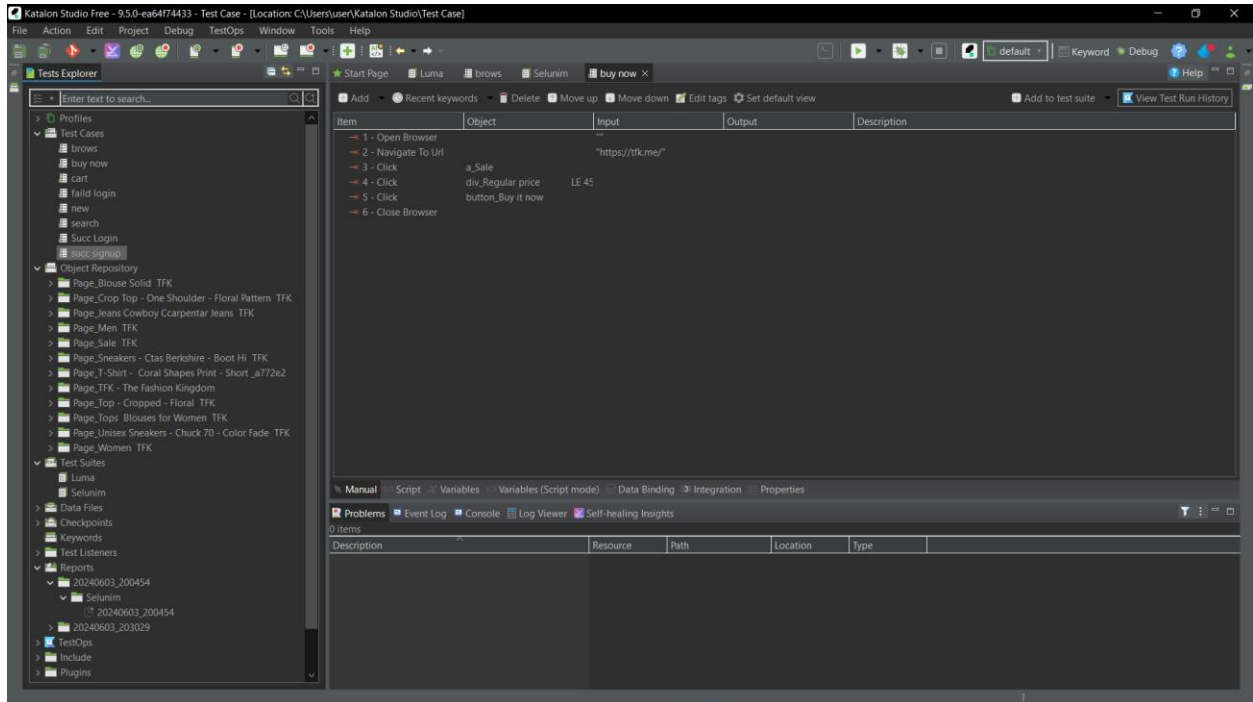 Katalon Studio Free - 9.5.0-ea64f74433 - Test Case - [Location: C:\Users\user\Katalon Studio\Test Case]
File Action Edit Project Debug TestOps Window Tools Help
default Keyword Debug
Tests Explorer
Start Page Luma brows Selunim buy now Help
Enter text to search...
Add Recent keywords Delete Move up Move down Edit tags Set default view Add to test suite View Test Run History
Profiles
Test Cases
brows
buy now
cart
faild login
new
search
Succ Login
succ signup
Object Repository
Page_Blouse Solid TFK
Page_Crop Top - One Shoulder - Floral Pattern TFK
Page_Jeans Cowboy Ccarpentar Jeans TFK
Page_Men TFK
Page_Sale TFK
Page_Sneakers - Ctas Berkshire - Boot Hi TFK
Page_T-Shirt - Coral Shapes Print - Short _a772e2
Page_TFK - The Fashion Kingdom
Page_Top - Cropped - Floral TFK
Page_Tops Blouses for Women TFK
Page_Unisex Sneakers - Chuck 70 - Color Fade TFK
Page_Women TFK
Test Suites
Luma
Selunim
Data Files
Checkpoints
Keywords
Test Listeners
Reports
20240603_200454
Selunim
20240603_200454
20240603_203029
TestOps
Include
Plugins
Item Object Input Output Description
1 - Open Browser ""
2 - Navigate To Url "https://tfk.me/"
3 - Click a_Sale
4 - Click div_Regular price LE 45
5 - Click button_Buy it now
6 - Close Browser
Manual Script Variables Variables (Script mode) Data Binding Integration Properties
Problems Event Log Console Log Viewer Self-healing Insights
0 items
Description Resource Path Location Type